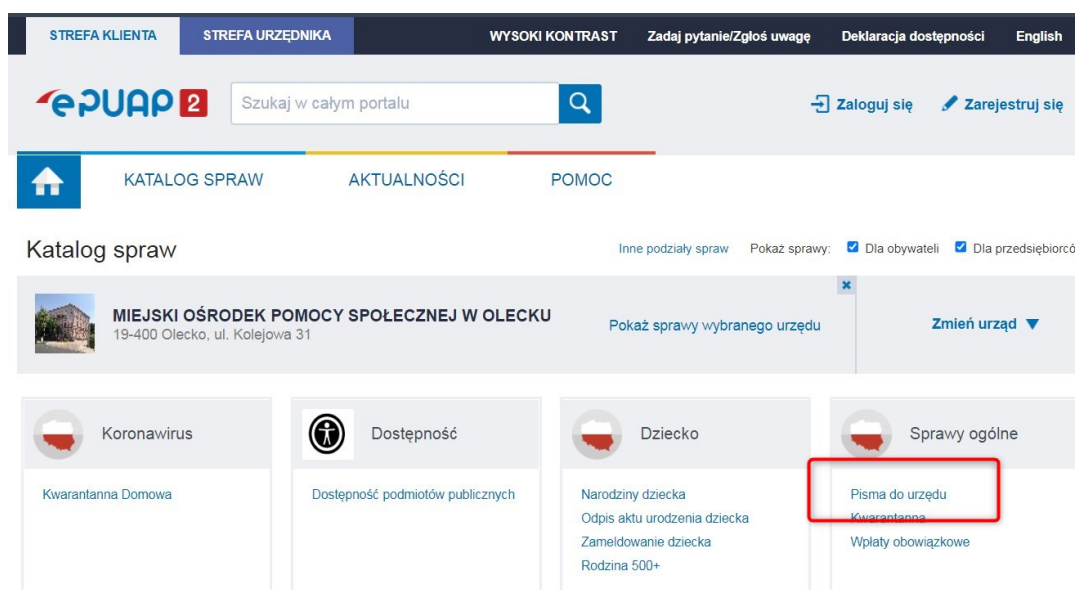 STREFA KLIENTA STREFA URZĘDNIKA WYSOKI KONTRAST Zadaj pytanie/Zgłoś uwagę Deklaracja dostępności English
ePUAP 2 Szukaj w całym portalu Zaloguj się Zarejestruj się
KATALOG SPRAW AKTUALNOŚCI POMOC
Katalog spraw Inne podziały spraw Pokaż sprawy: Dla obywateli Dla przedsiębiorcó
MIEJSKI OŚRODEK POMOCY SPOŁECZNEJ W OLECKU
19-400 Olecko, ul. Kolejowa 31
Pokaż sprawy wybranego urzędu
Zmień urząd
Koronawirus
Kwarantanna Domowa
Dostępność
Dostępność podmiotów publicznych
Dziecko
Narodziny dziecka
Odpis aktu urodzenia dziecka
Zameldowanie dziecka
Rodzina 500+
Sprawy ogólne
Pisma do urzędu
Kwarantanna
Wpłaty obowiązkowe